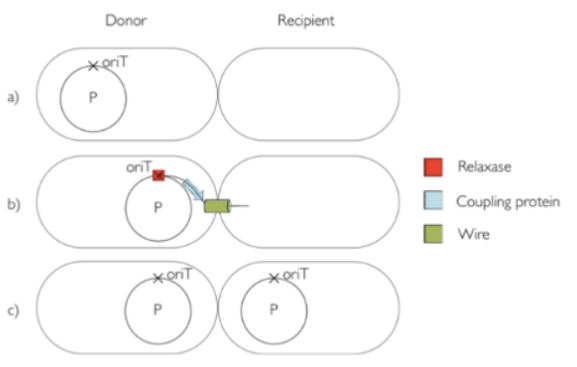 Donor Recipient
a) oriT
P
oriT
b) P
Relaxase
Coupling protein
Wire
oriT oriT
c) P P